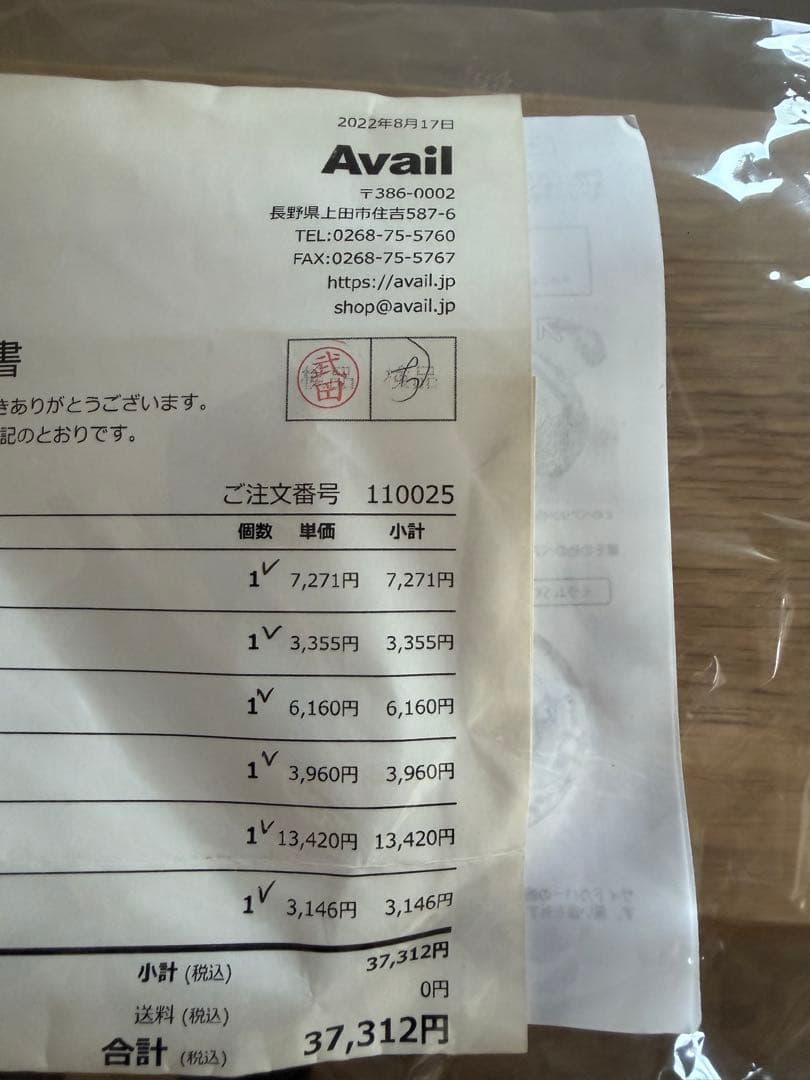 2022年8月17日
Avail
〒386-0002
長野県上田市住吉587-6
TEL:0268-75-5760
FAX:0268-75-5767
https://avail.jp
shop@avail.jp
書
武田
きありがとうございます。
記のとおりです。
ご注文番号 110025
個数 単価 小計
1 7,271円 7,271円
1 3,355円 3,355円
1 6,160円 6,160円
1 3,960円 3,960円
1 13,420円 13,420円
1 3,146円 3,146円
小計 (税込) 37,312円
送料 (税込) 0円
合計 (税込) 37,312円